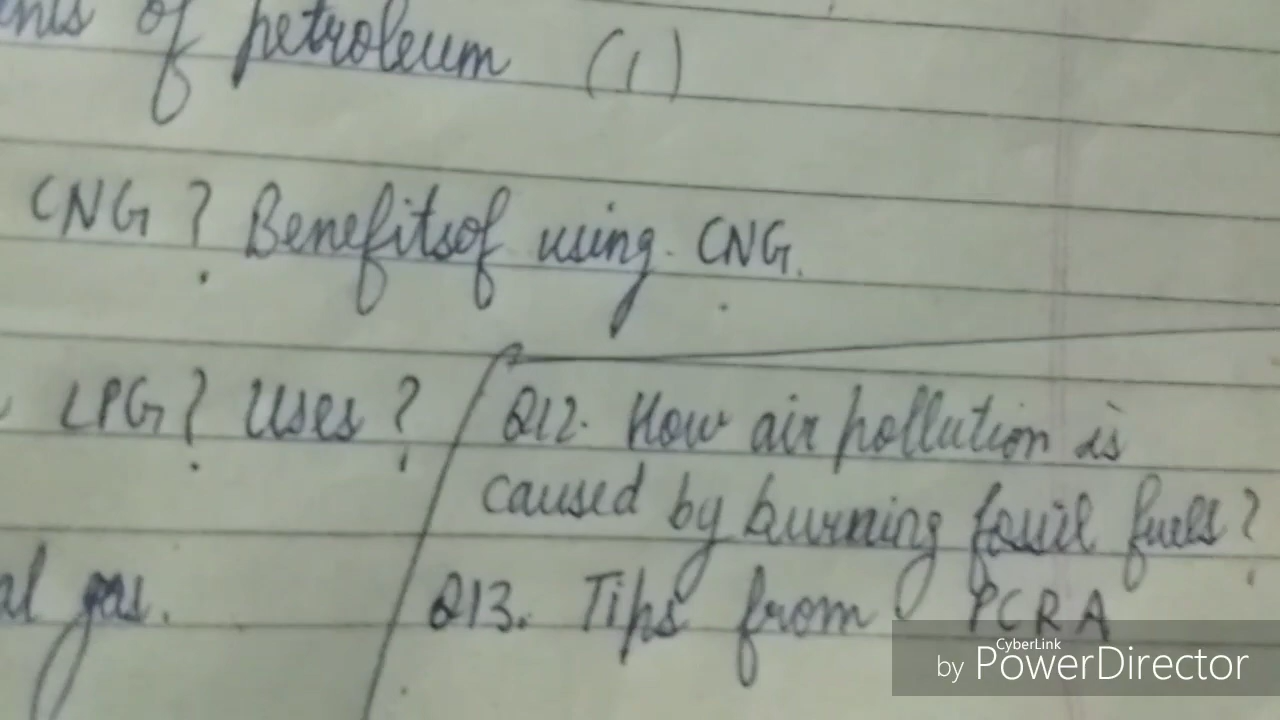 of petroleum (1)
CNG ? Benefits of using CNG.
LPG ? Uses ?
Q12. How air pollution is
caused by burning fossil fuels ?
gas.
Q13. Tips from PCRA
CyberLink
by PowerDirector